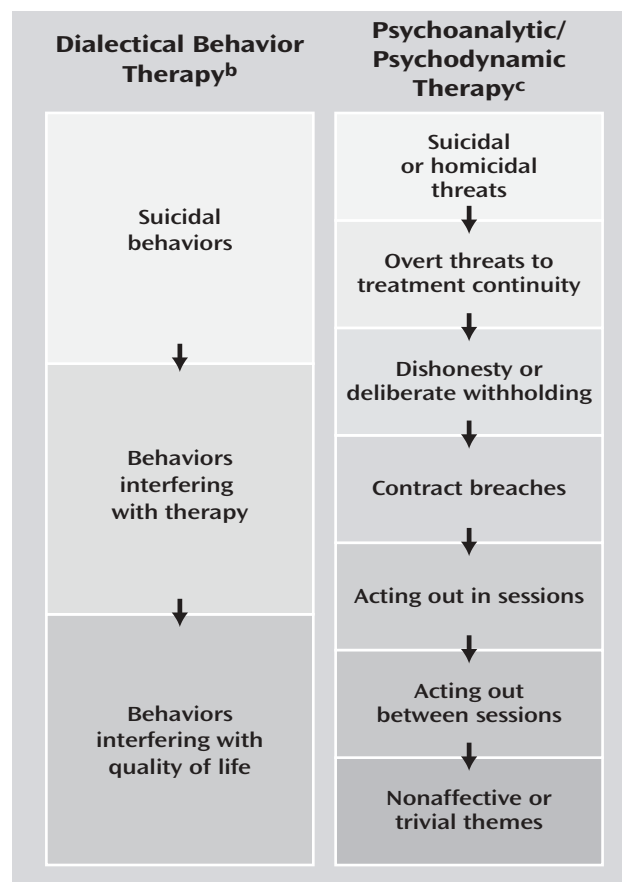 Dialectical Behavior
Therapyb
Suicidal
behaviors
Behaviors
interfering
with therapy
Behaviors
interfering with
quality of life
Psychoanalytic/
Psychodynamic
Therapyc
Suicidal
or homicidal
threats
Overt threats to
treatment continuity
Dishonesty or
deliberate withholding
Contract breaches
Acting out in sessions
Acting out
between sessions
Nonaffective or
trivial themes